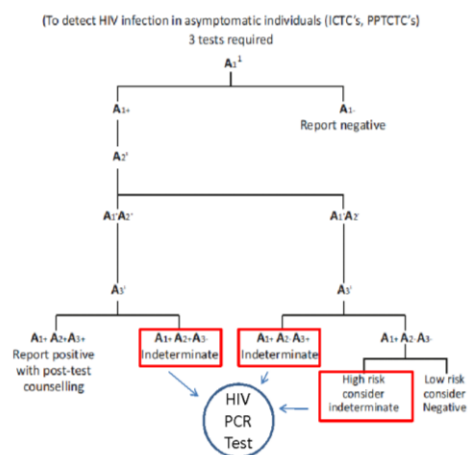 (To detect HIV infection in asymptomatic individuals (ICTC's, PPTCTC's)
3 tests required
A₁¹
A₁₊
A₁₋
Report negative
A₂'
A₁'A₂'
A₁'A₂'
A₃'
A₃'
A₁₊ A₂₊A₃₊
Report positive
with post-test
counselling
A₁₊ A₂₊A₃₋
Indeterminate
A₁₊ A₂₋A₃₊
Indeterminate
A₁₊ A₂₋A₃₋
High risk
consider
indeterminate
Low risk
consider
Negative
HIV
PCR
Test